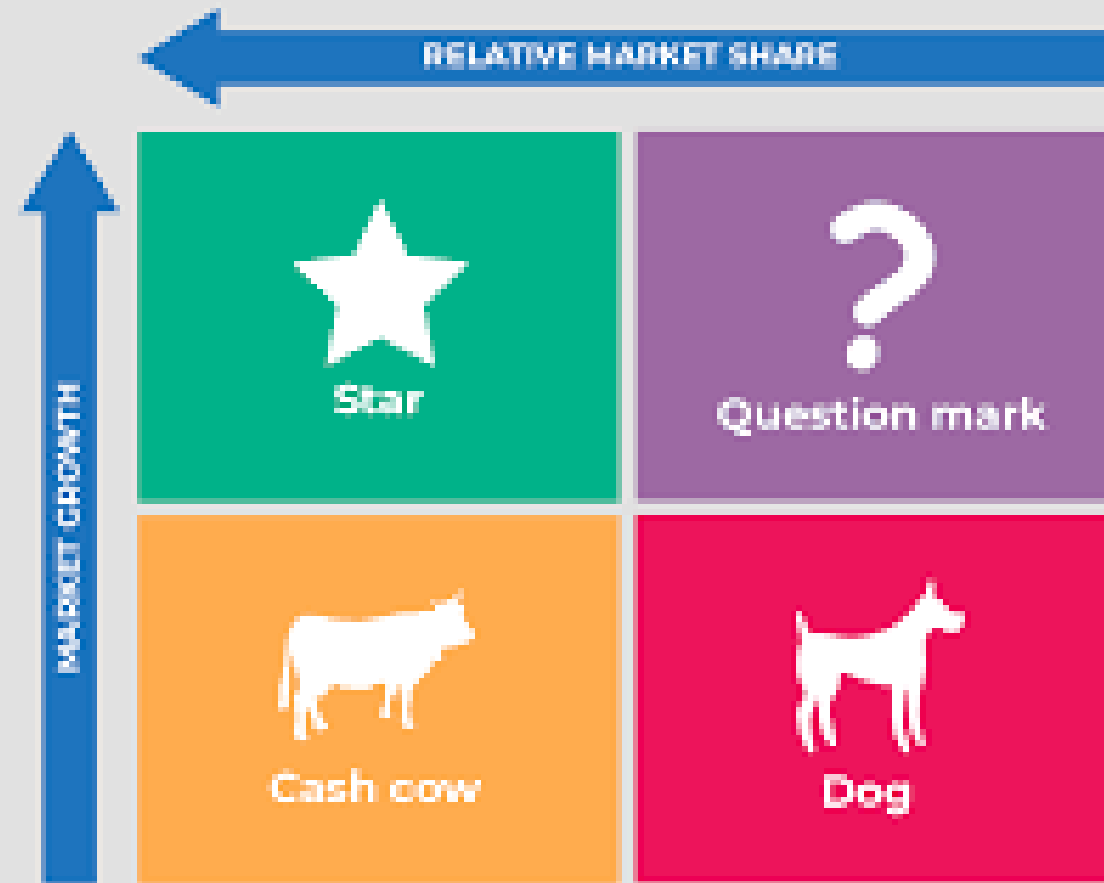 RELATIVE MARKET SHARE
MARKET GROWTH
Star
Question mark
Cash cow
Dog